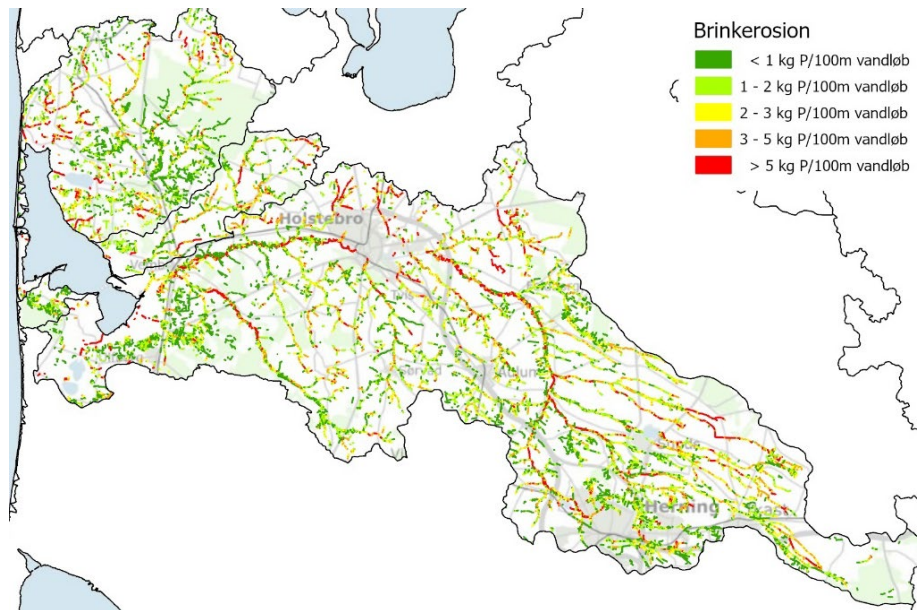 Brinkerosion
< 1 kg P/100m vandløb
1 - 2 kg P/100m vandløb
2 - 3 kg P/100m vandløb
3 - 5 kg P/100m vandløb
> 5 kg P/100m vandløb
Holstebro
Herning